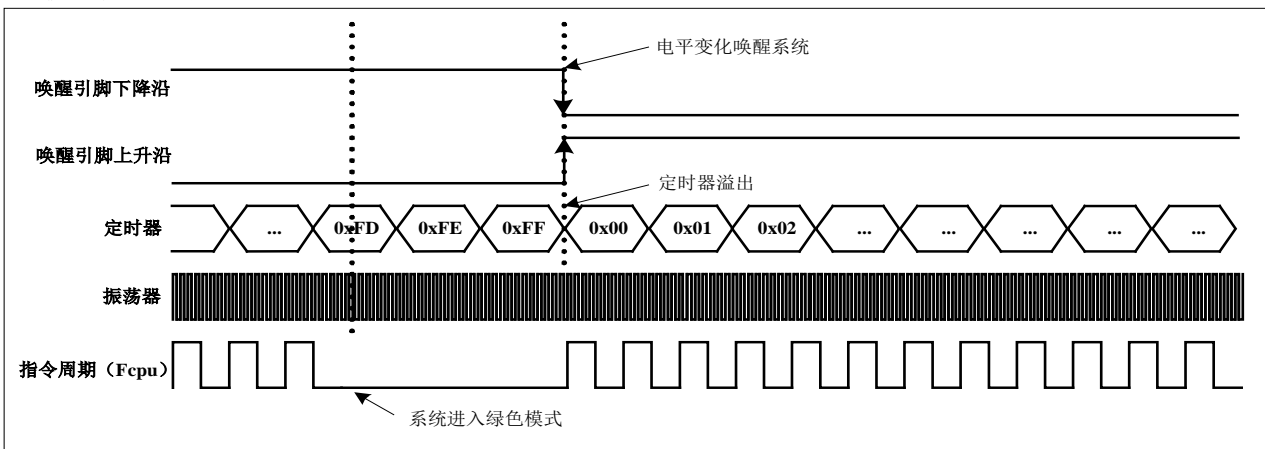 电平变化唤醒系统
唤醒引脚下降沿
唤醒引脚上升沿
定时器溢出
定时器 ... 0xFD 0xFE 0xFF 0x00 0x01 0x02 ... ... ... ... ...
振荡器
指令周期（Fcpu）
系统进入绿色模式